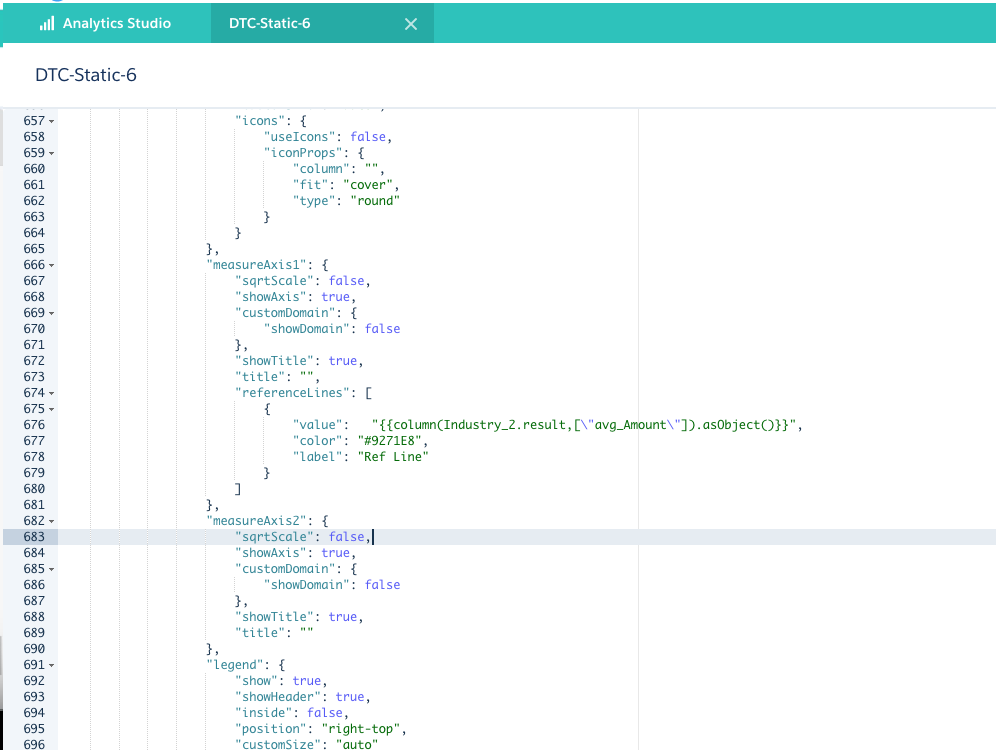 Analytics Studio
DTC-Static-6
DTC-Static-6
657 "icons": {
658 "useIcons": false,
659 "iconProps": {
660 "column": "",
661 "fit": "cover",
662 "type": "round"
663 }
664 }
665 },
666 "measureAxis1": {
667 "sqrtScale": false,
668 "showAxis": true,
669 "customDomain": {
670 "showDomain": false
671 },
672 "showTitle": true,
673 "title": "",
674 "referenceLines": [
675 {
676 "value": "{{column(Industry_2.result,[\"avg_Amount\"]).asObject()}}",
677 "color": "#9271E8",
678 "label": "Ref Line"
679 }
680 ]
681 },
682 "measureAxis2": {
683 "sqrtScale": false,
684 "showAxis": true,
685 "customDomain": {
686 "showDomain": false
687 },
688 "showTitle": true,
689 "title": ""
690 },
691 "legend": {
692 "show": true,
693 "showHeader": true,
694 "inside": false,
695 "position": "right-top",
696 "customSize": "auto"